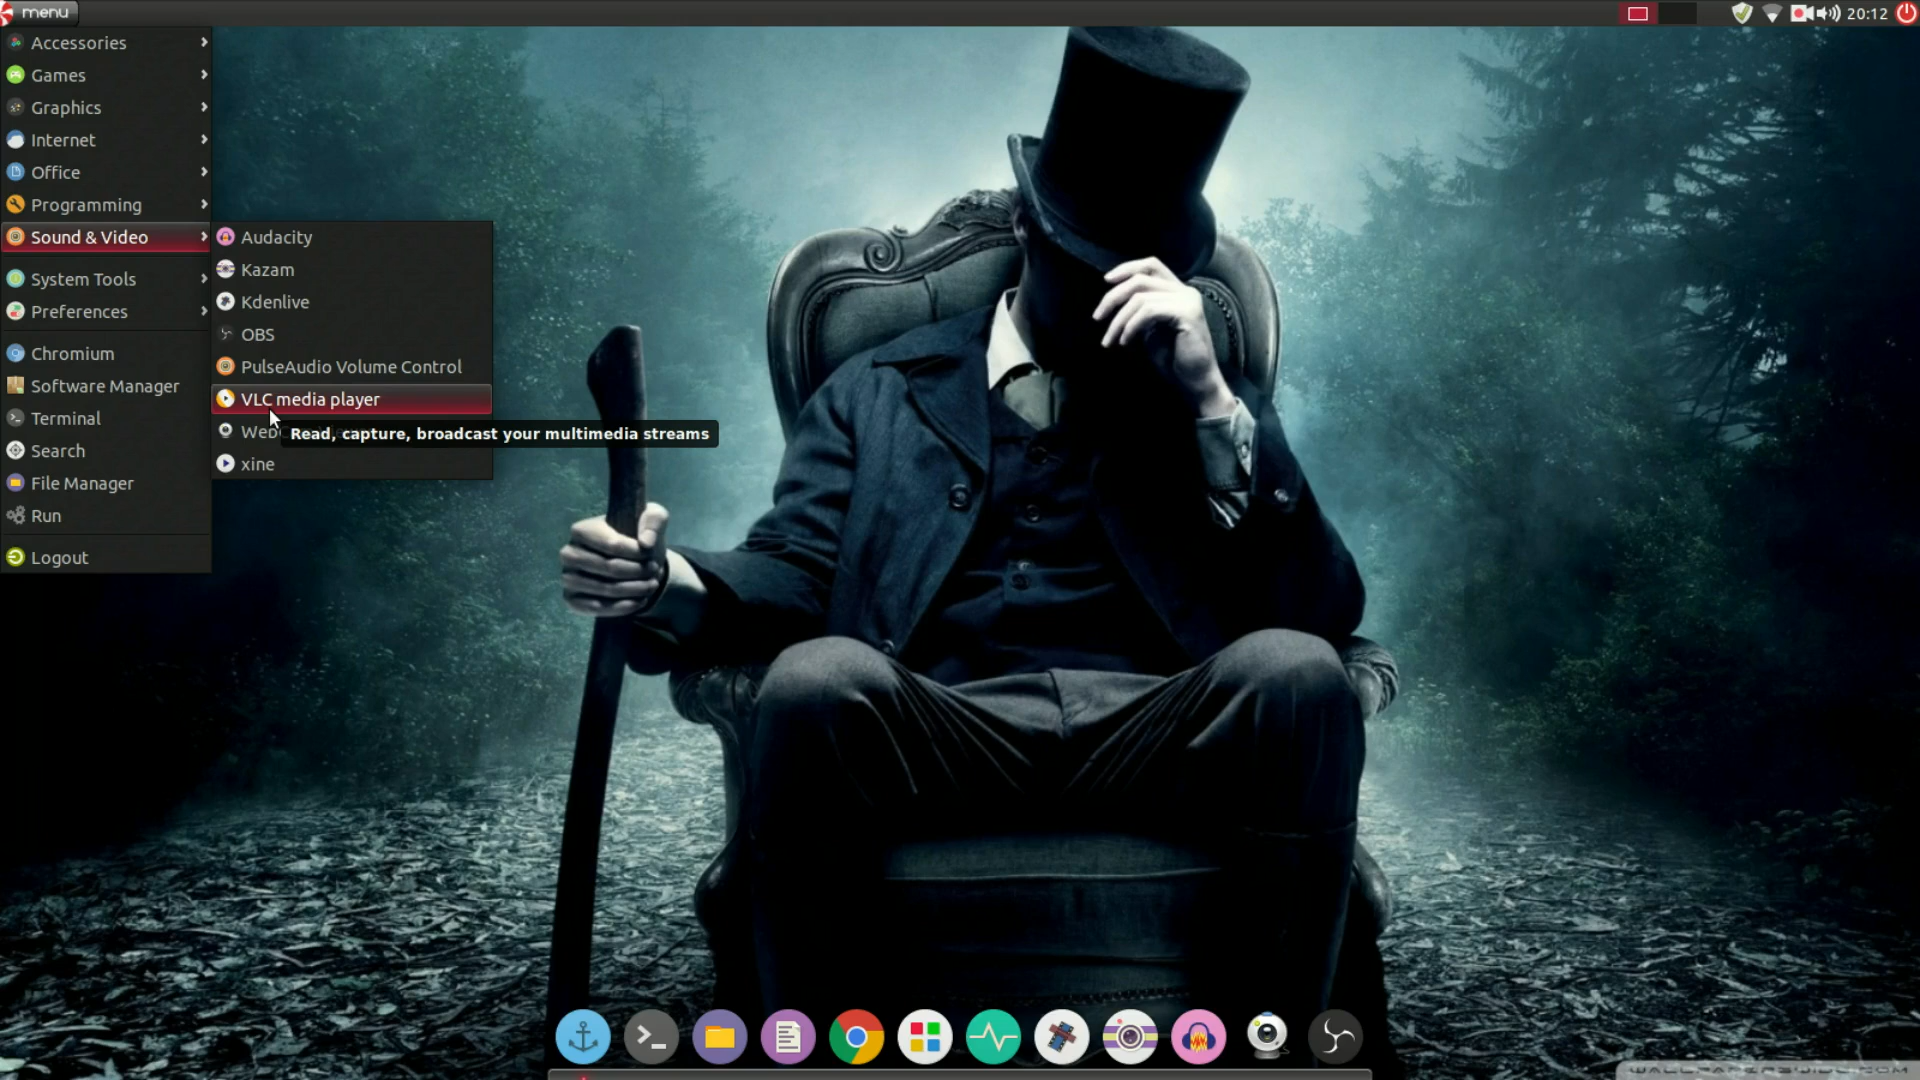 menu
20:12
Accessories
Games
Graphics
Internet
Office
Programming
Sound & Video
System Tools
Preferences
Chromium
Software Manager
Terminal
Search
File Manager
Run
Logout
Audacity
Kazam
Kdenlive
OBS
PulseAudio Volume Control
VLC media player
Read, capture, broadcast your multimedia streams
xine